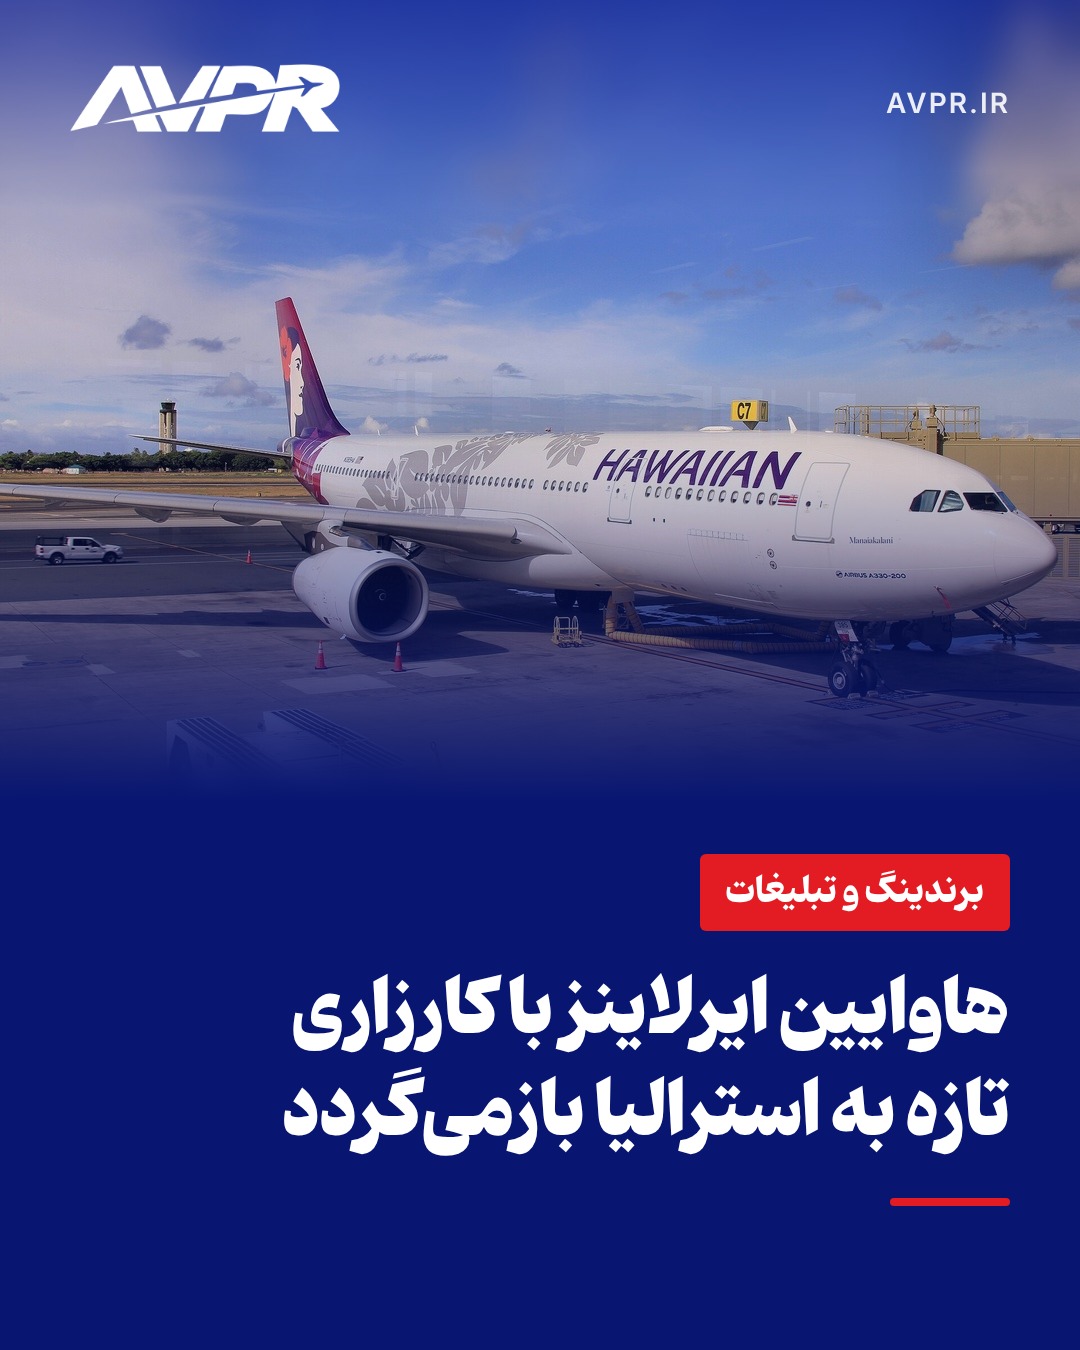 AVPR
AVPR.IR
C7
HAWAIIAN
Manaiakalani
AIRBUS A330-200
برندینگ و تبلیغات
هاوایین ایرلاینز با کارزاری
تازه به استرالیا بازمی‌گردد